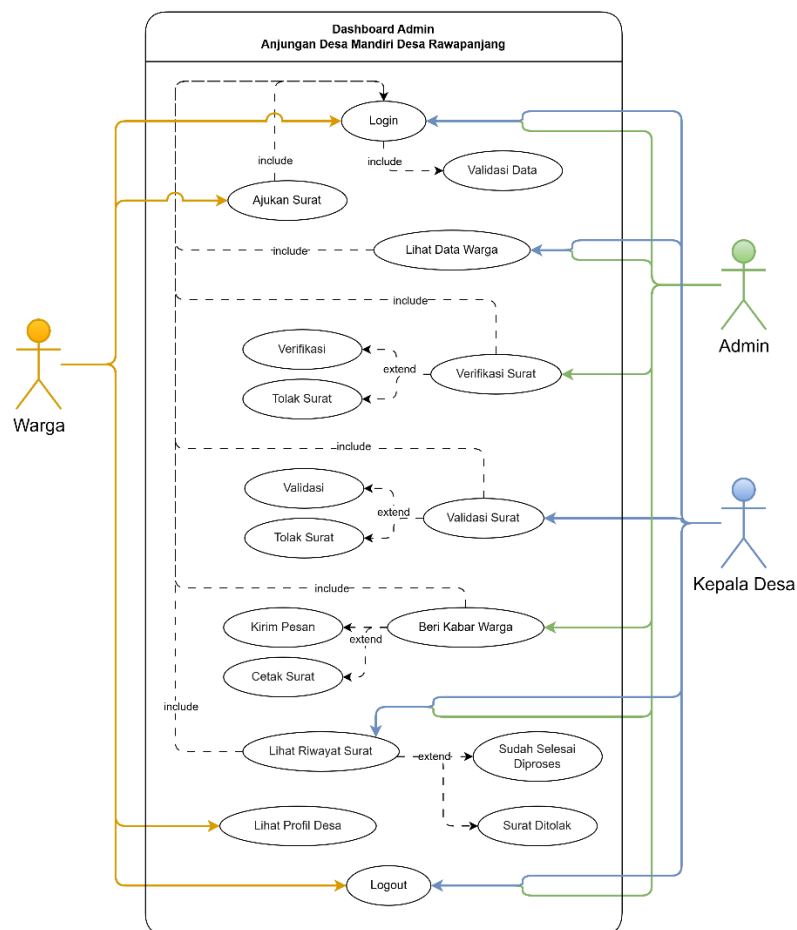 Dashboard Admin
Anjungan Desa Mandiri Desa Rawapanjang
Login
include
include
Validasi Data
Ajukan Surat
include
Lihat Data Warga
include
Verifikasi
extend
Verifikasi Surat
Tolak Surat
include
Validasi
extend
Validasi Surat
Tolak Surat
include
Kirim Pesan
extend
Beri Kabar Warga
Cetak Surat
include
Lihat Riwayat Surat
extend
Sudah Selesai
Diproses
Lihat Profil Desa
Surat Ditolak
Logout
Warga
Admin
Kepala Desa